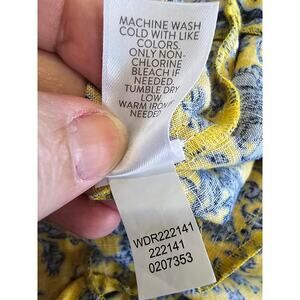 MACHINE WASH
COLD WITH LIKE
COLORS.
ONLY NON-
CHLORINE
BLEACH IF
NEEDED.
TUMBLE DRY
LOW
WARM IRON IF
NEEDED
WDR222141
222141
0207353